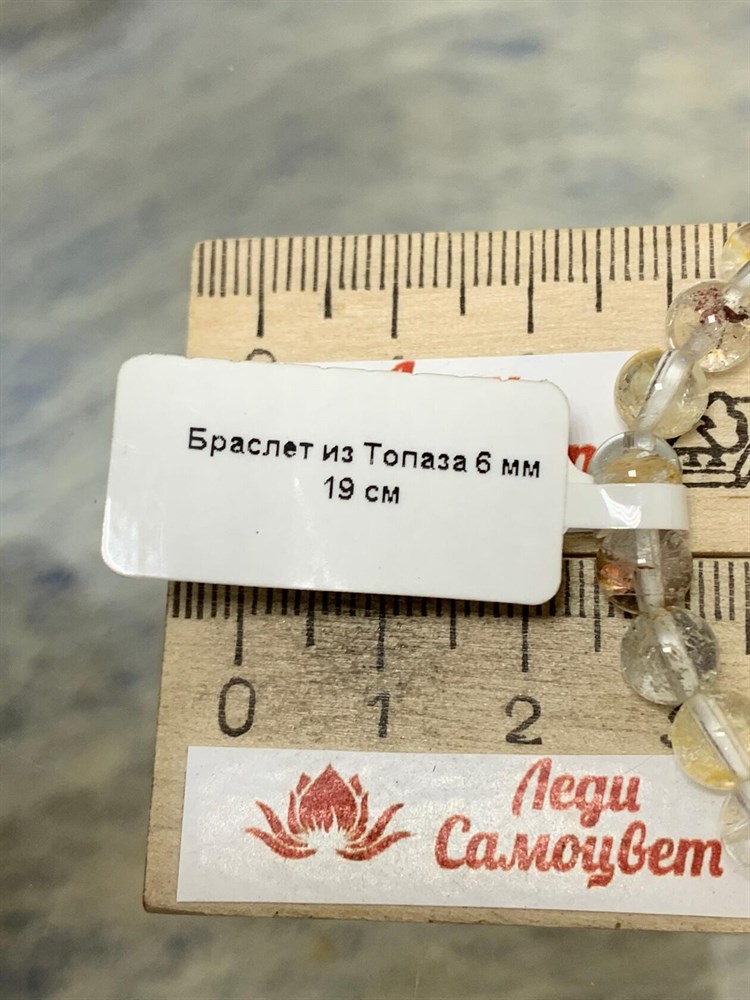 Браслет из Топаза 6 мм
19 см
0 1 2
Леди
Самоцвет